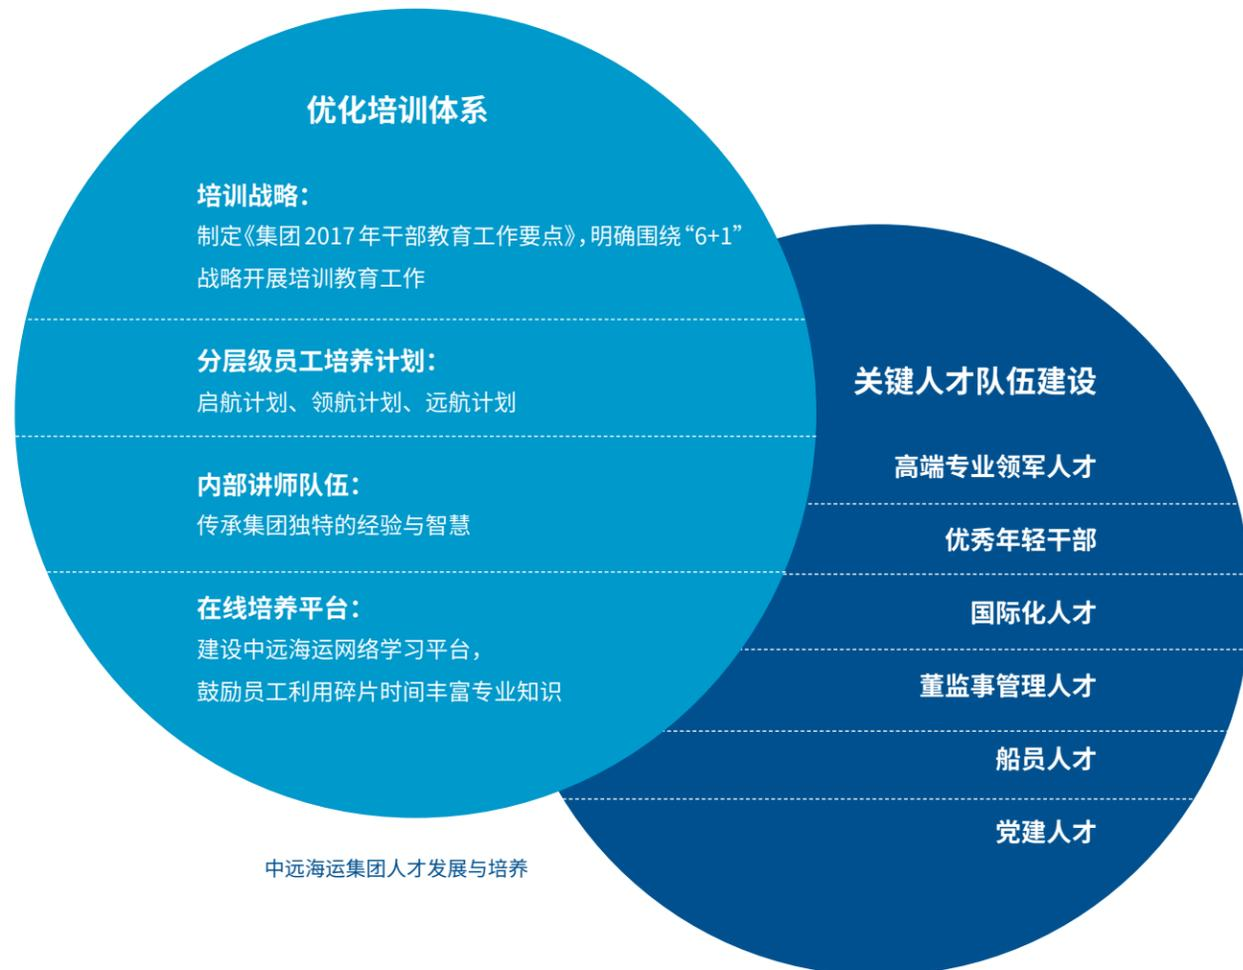 优化培训体系
培训战略：
制定《集团2017年干部教育工作要点》，明确围绕“6+1”
战略开展培训教育工作
分层级员工培养计划：
启航计划、领航计划、远航计划
内部讲师队伍：
传承集团独特的经验与智慧
在线培养平台：
建设中远海运网络学习平台，
鼓励员工利用碎片时间丰富专业知识
关键人才队伍建设
高端专业领军人才
优秀年轻干部
国际化人才
董监事管理人才
船员人才
党建人才
中远海运集团人才发展与培养